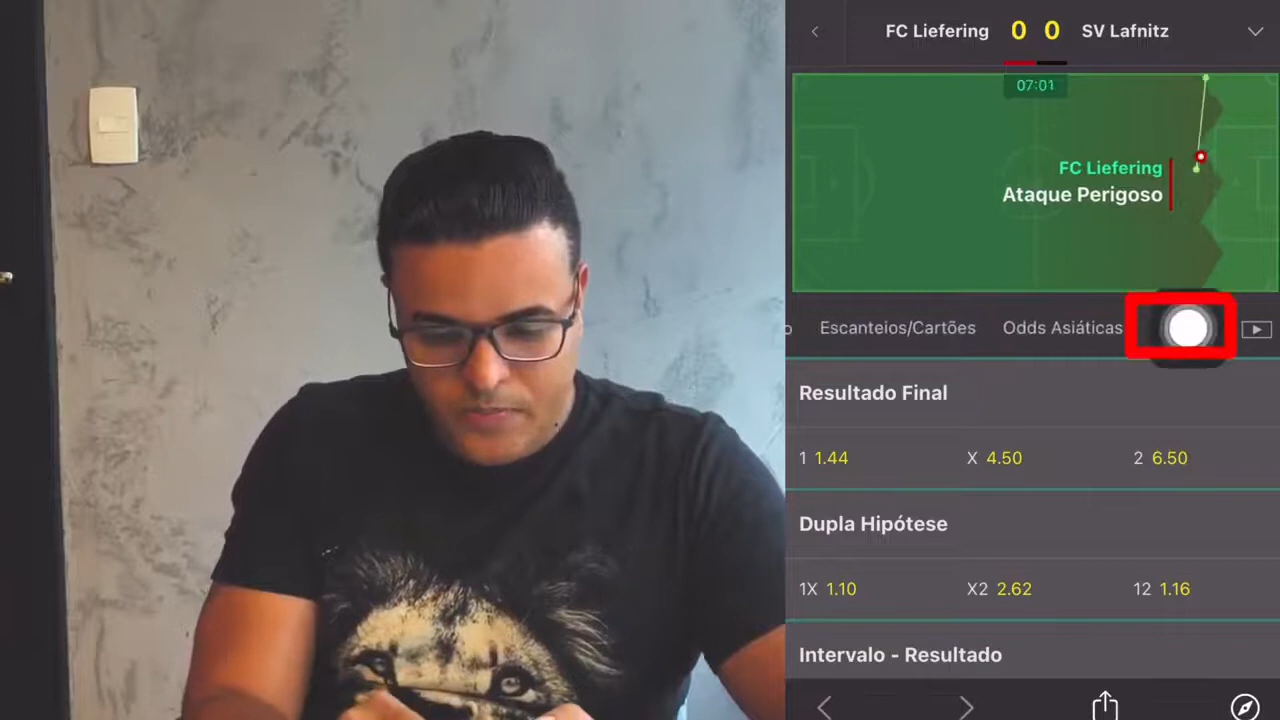 FC Liefering 0 0 SV Lafnitz
07:01
FC Liefering
Ataque Perigoso
o Escanteios/Cartões Odds Asiáticas
Resultado Final
1 1.44 X 4.50 2 6.50
Dupla Hipótese
1X 1.10 X2 2.62 12 1.16
Intervalo - Resultado